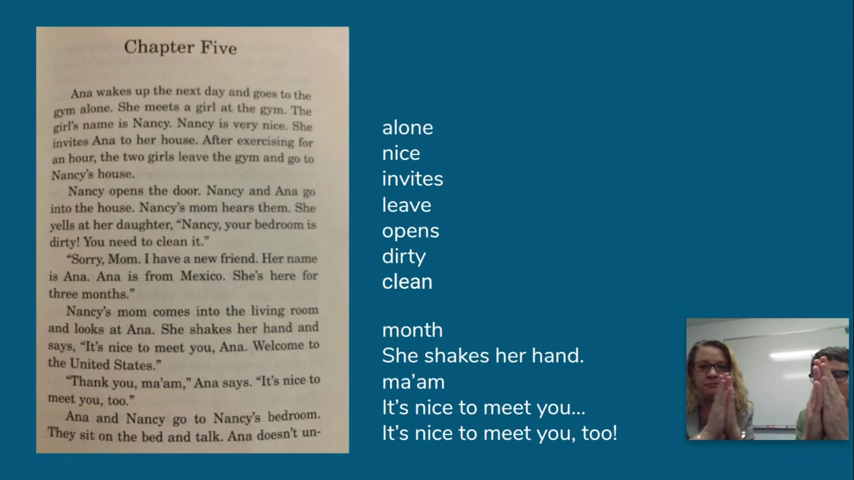 Chapter Five
Ana wakes up the next day and goes to the
gym alone. She meets a girl at the gym. The
girl's name is Nancy. Nancy is very nice. She
invites Ana to her house. After exercising for
an hour, the two girls leave the gym and go to
Nancy's house.
Nancy opens the door. Nancy and Ana go
into the house. Nancy's mom hears them. She
yells at her daughter, “Nancy, your bedroom is
dirty! You need to clean it.”
“Sorry, Mom. I have a new friend. Her name
is Ana. Ana is from Mexico. She's here for
three months.”
Nancy's mom comes into the living room
and looks at Ana. She shakes her hand and
says, “It's nice to meet you, Ana. Welcome to
the United States.”
“Thank you, ma'am,” Ana says. “It's nice to
meet you, too.”
Ana and Nancy go to Nancy's bedroom.
They sit on the bed and talk. Ana doesn't un-
alone
nice
invites
leave
opens
dirty
clean
month
She shakes her hand.
ma'am
It's nice to meet you...
It's nice to meet you, too!